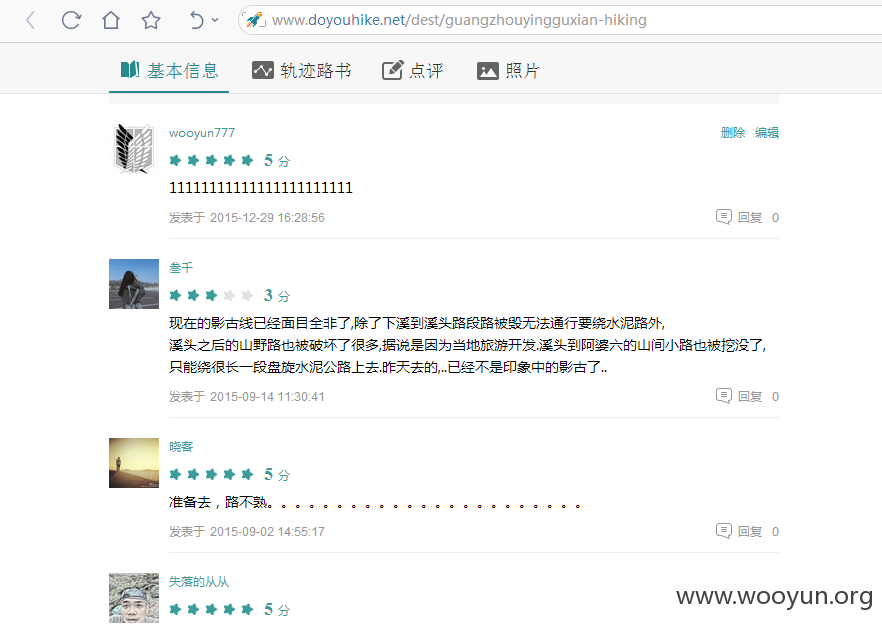 www.doyouhike.net/dest/guangzhouyingguxian-hiking
基本信息 轨迹路书 点评 照片
wooyun777 删除 编辑
5 分
11111111111111111111111
发表于 2015-12-29 16:28:56 回复 0
叁千
3 分
现在的影古线已经面目全非了,除了下溪到溪头路段路被毁无法通行要绕水泥路外,
溪头之后的山野路也被破坏了很多,据说是因为当地旅游开发.溪头到阿婆六的山间小路也被挖没了,
只能绕很长一段盘旋水泥公路上去.昨天去的,..已经不是印象中的影古了..
发表于 2015-09-14 11:30:41 回复 0
晓客
5 分
准备去，路不熟。。。。。。。。。。。。。。。。。。。。。。。
发表于 2015-09-02 14:55:17 回复 0
失落的从从
5 分
www.wooyun.org